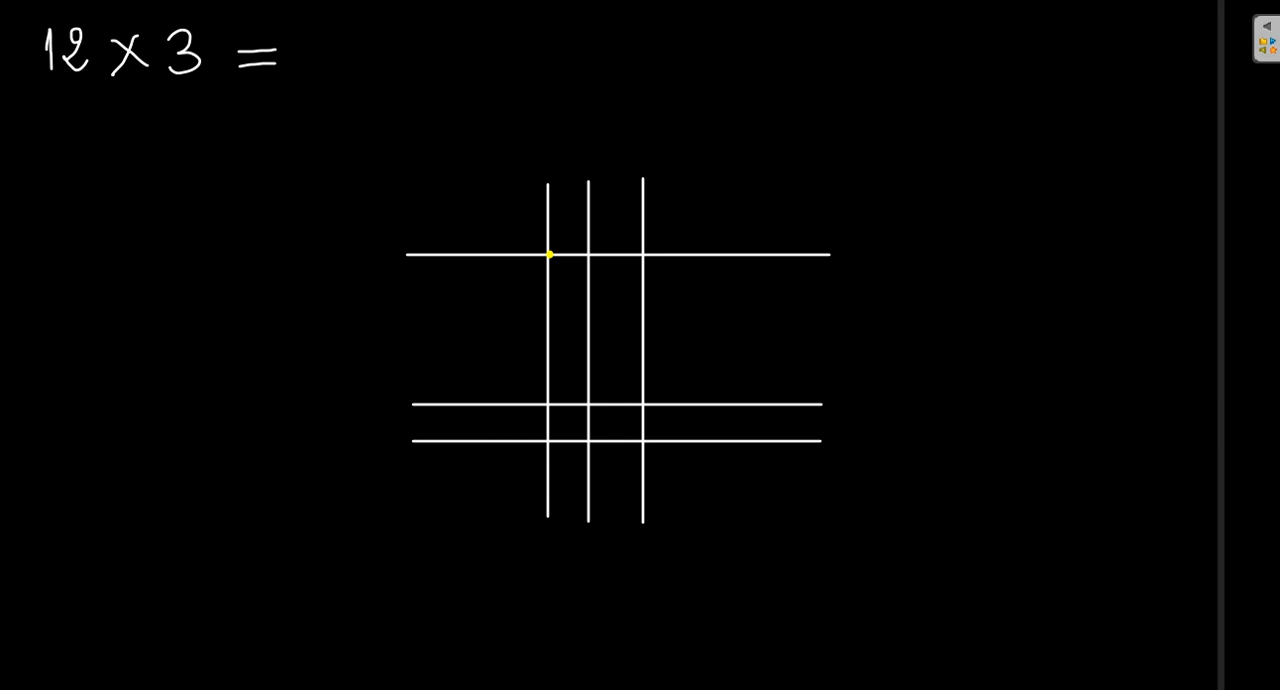 12 × 3 =